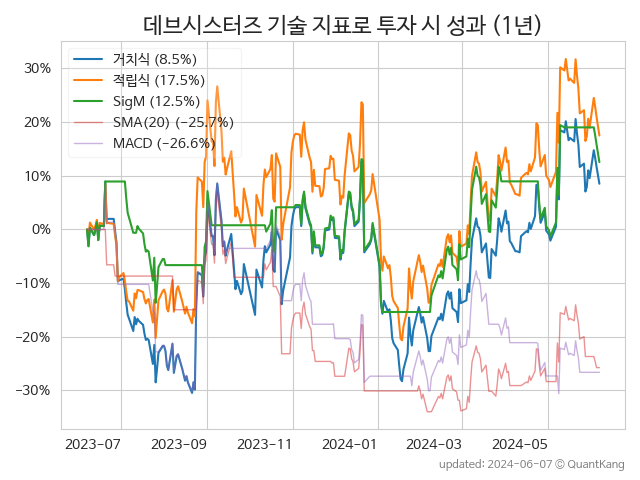 데브시스터즈 기술 지표로 투자 시 성과 (1년)
거치식 (8.5%)
적립식 (17.5%)
SigM (12.5%)
SMA(20) (−25.7%)
MACD (−26.6%)
30%
20%
10%
0%
−10%
−20%
−30%
2023-07 2023-09 2023-11 2024-01 2024-03 2024-05
updated: 2024-06-07 ⓒ QuantKang